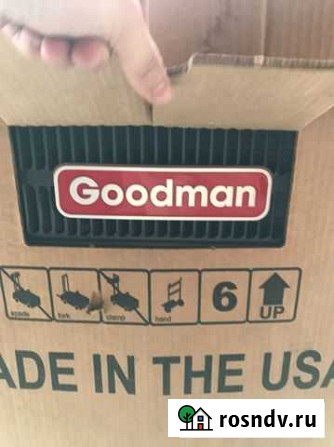 Goodman
spade fork clamp hand 6 UP
ADE IN THE USA
rosndv.ru